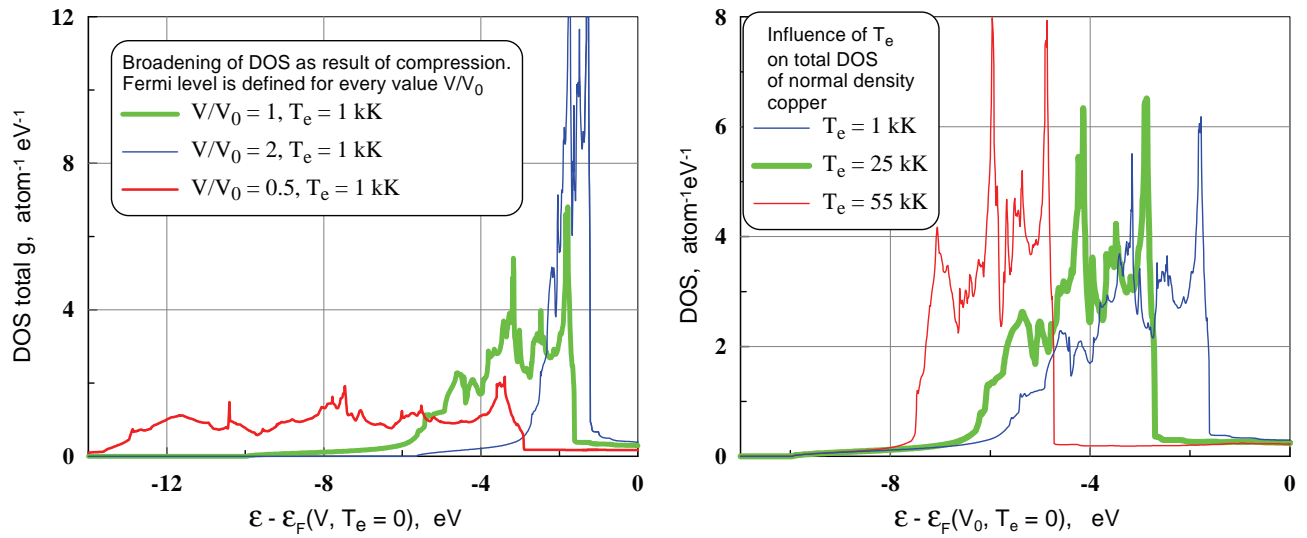 12
8
4
0
-12
-8
-4
0
DOS total g, atom⁻¹ eV⁻¹
Broadening of DOS as result of compression.
Fermi level is defined for every value V/V₀
V/V₀ = 1, Tₑ = 1 kK
V/V₀ = 2, Tₑ = 1 kK
V/V₀ = 0.5, Tₑ = 1 kK
ε - ε_F(V, Tₑ = 0), eV
8
6
4
2
0
-8
-4
-2
0
-6
DOS, atom⁻¹eV⁻¹
Influence of Tₑ
on total DOS
of normal density
copper
Tₑ = 1 kK
Tₑ = 25 kK
Tₑ = 55 kK
ε - ε_F(V₀, Tₑ = 0), eV